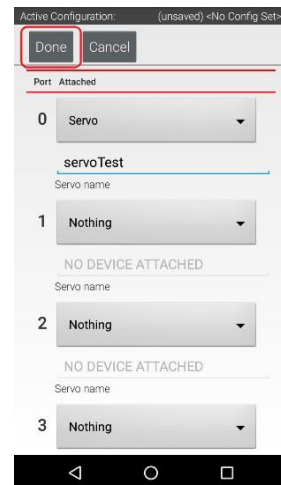 Active Configuration: (unsaved) <No Config Set>
Done Cancel
Port Attached
0 Servo
servoTest
Servo name
1 Nothing
NO DEVICE ATTACHED
Servo name
2 Nothing
NO DEVICE ATTACHED
Servo name
3 Nothing